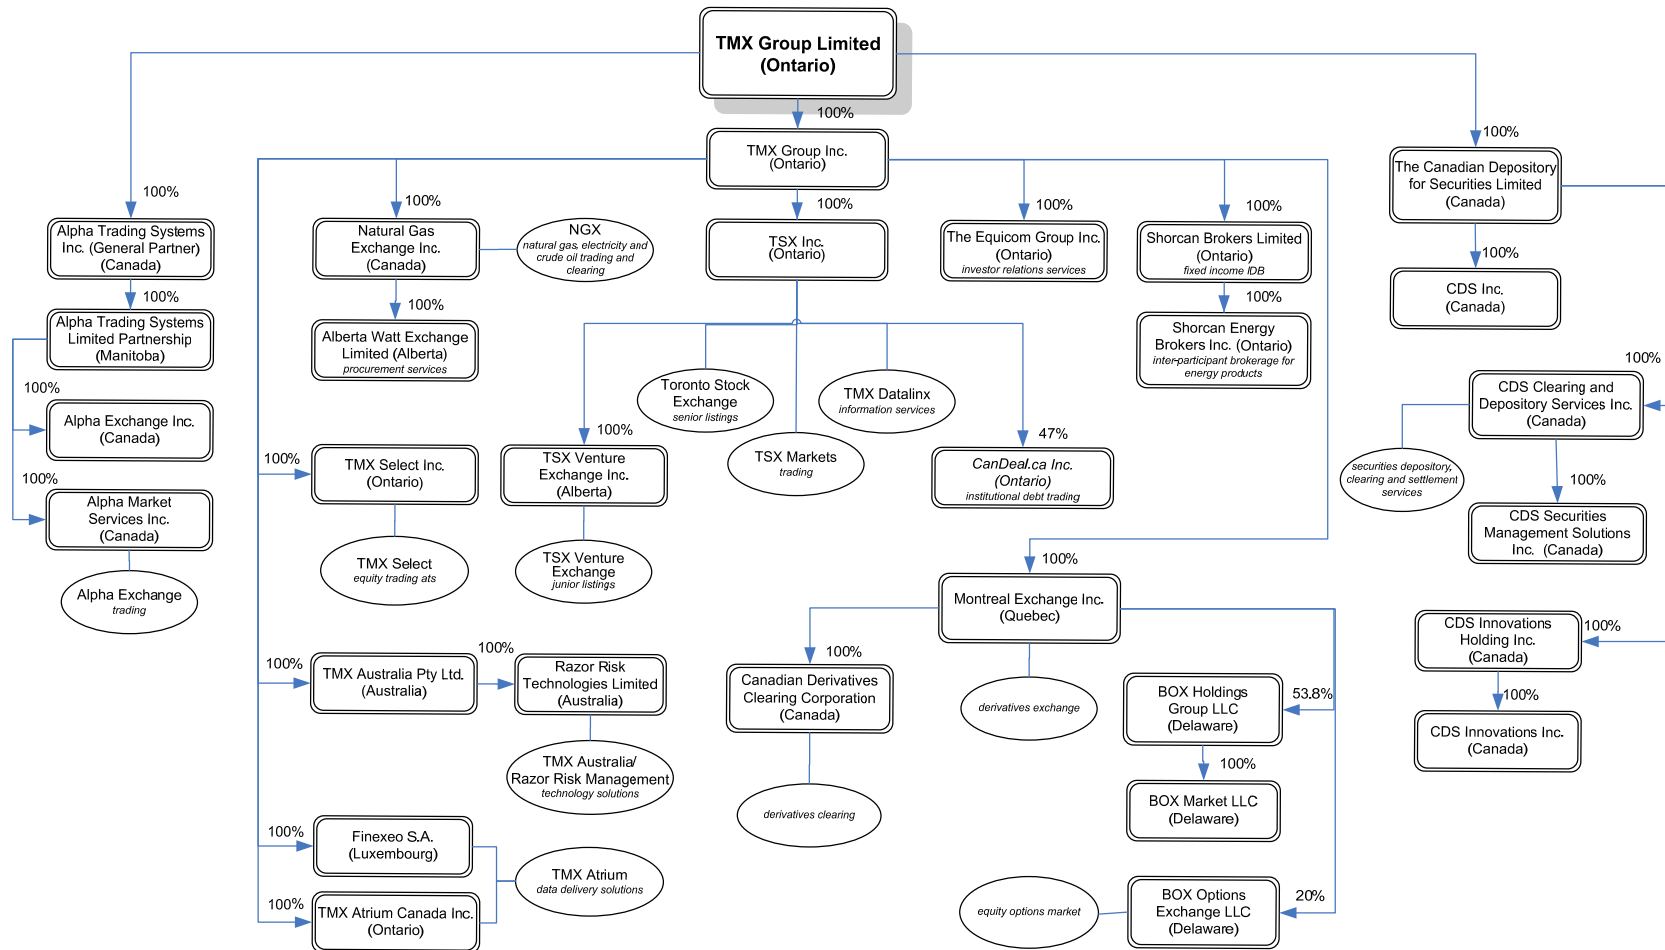 TMX Group Limited
(Ontario)
100%
TMX Group Inc.
(Ontario)
100%
Alpha Trading Systems
Inc. (General Partner)
(Canada)
100%
Alpha Trading Systems
Limited Partnership
(Manitoba)
100%
Alpha Exchange Inc.
(Canada)
100%
Alpha Market
Services Inc.
(Canada)
Alpha Exchange
trading
100%
Natural Gas
Exchange Inc.
(Canada)
NGX
natural gas, electricity and
crude oil trading and
clearing
100%
Alberta Watt Exchange
Limited (Alberta)
procurement services
100%
TSX Inc.
(Ontario)
100%
The Equicom Group Inc.
(Ontario)
investor relations services
100%
Shorcan Brokers Limited
(Ontario)
fixed income IDB
100%
Shorcan Energy
Brokers Inc. (Ontario)
inter-participant brokerage for
energy products
Toronto Stock
Exchange
senior listings
TMX Datalinx
information services
TSX Markets
trading
100%
TSX Venture
Exchange Inc.
(Alberta)
TSX Venture
Exchange
junior listings
47%
CanDeal.ca Inc.
(Ontario)
institutional debt trading
100%
TMX Select Inc.
(Ontario)
TMX Select
equity trading ats
100%
TMX Australia Pty Ltd.
(Australia)
100%
Razor Risk
Technologies Limited
(Australia)
TMX Australia/
Razor Risk Management
technology solutions
100%
Finexeo S.A.
(Luxembourg)
100%
TMX Atrium Canada Inc.
(Ontario)
TMX Atrium
data delivery solutions
100%
Montreal Exchange Inc.
(Quebec)
derivatives exchange
100%
Canadian Derivatives
Clearing Corporation
(Canada)
derivatives clearing
53.8%
BOX Holdings
Group LLC
(Delaware)
100%
BOX Market LLC
(Delaware)
20%
BOX Options
Exchange LLC
(Delaware)
equity options market
100%
The Canadian Depository
for Securities Limited
(Canada)
100%
CDS Inc.
(Canada)
100%
CDS Clearing and
Depository Services Inc.
(Canada)
securities depository,
clearing and settlement
services
100%
CDS Securities
Management Solutions
Inc. (Canada)
100%
CDS Innovations
Holding Inc.
(Canada)
100%
CDS Innovations Inc.
(Canada)